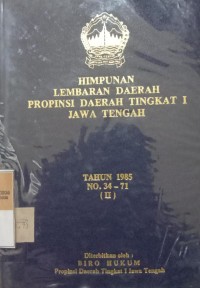 HIMPUNAN
LEMBARAN DAERAH
PROPINSI DAERAH TINGKAT I
JAWA TENGAH
TAHUN 1985
NO. 34 - 71
( II )
Diterbitkan oleh :
BIRO HUKUM
Propinsi Daerah Tingkat I Jawa Tengah